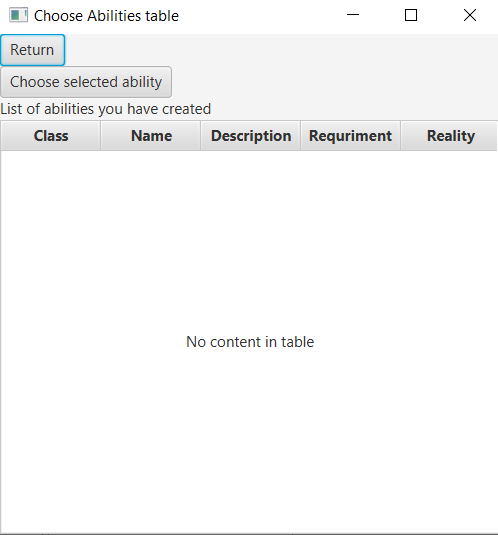 Choose Abilities table
Return
Choose selected ability
List of abilities you have created
Class Name Description Requriment Reality
No content in table